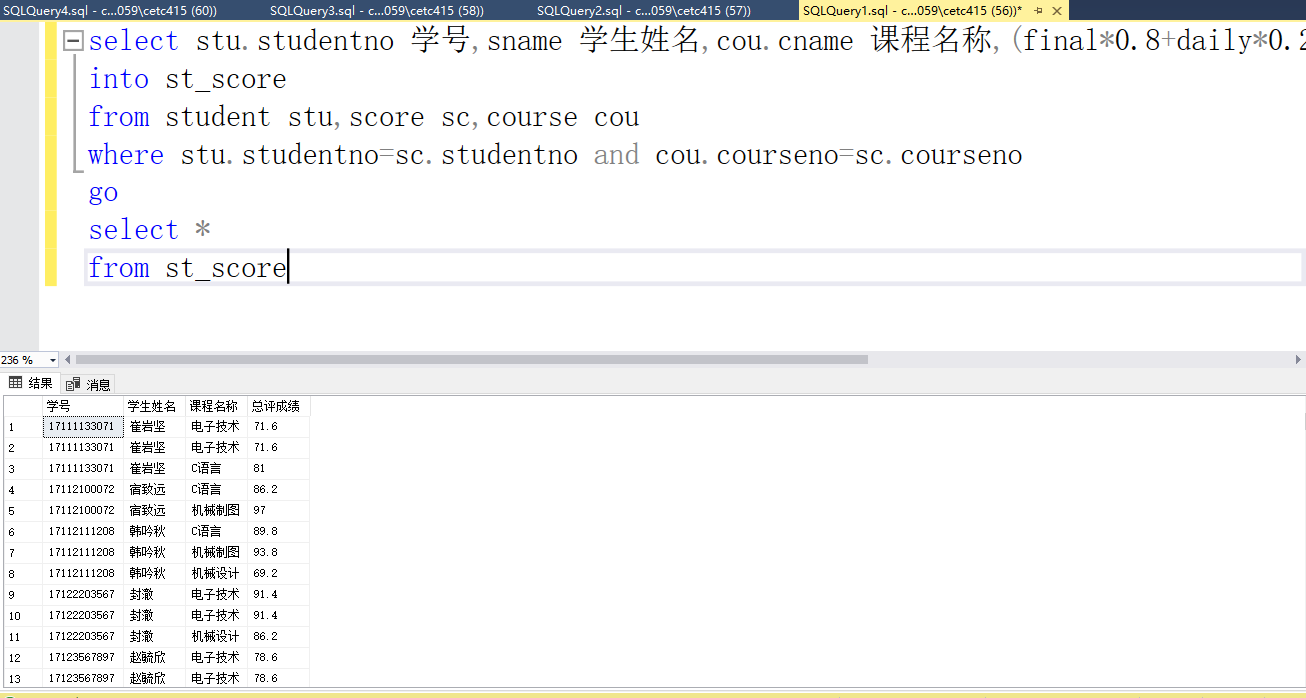 SQLQuery4.sql - c...059\cetc415 (60)) SQLQuery3.sql - c...059\cetc415 (58)) SQLQuery2.sql - c...059\cetc415 (57)) SQLQuery1.sql - c...059\cetc415 (56))*
select stu.studentno 学号,sname 学生姓名,cou.cname 课程名称,(final*0.8+daily*0.2
into st_score
from student stu,score sc,course cou
where stu.studentno=sc.studentno and cou.courseno=sc.courseno
go
select *
from st_score
236 %
结果 消息
学号 学生姓名 课程名称 总评成绩
1 17111133071 崔岩坚 电子技术 71.6
2 17111133071 崔岩坚 电子技术 71.6
3 17111133071 崔岩坚 C语言 81
4 17112100072 宿致远 C语言 86.2
5 17112100072 宿致远 机械制图 97
6 17112111208 韩吟秋 C语言 89.8
7 17112111208 韩吟秋 机械制图 93.8
8 17112111208 韩吟秋 机械设计 69.2
9 17122203567 封澈 电子技术 91.4
10 17122203567 封澈 电子技术 91.4
11 17122203567 封澈 机械设计 86.2
12 17123567897 赵毓欣 电子技术 78.6
13 17123567897 赵毓欣 电子技术 78.6